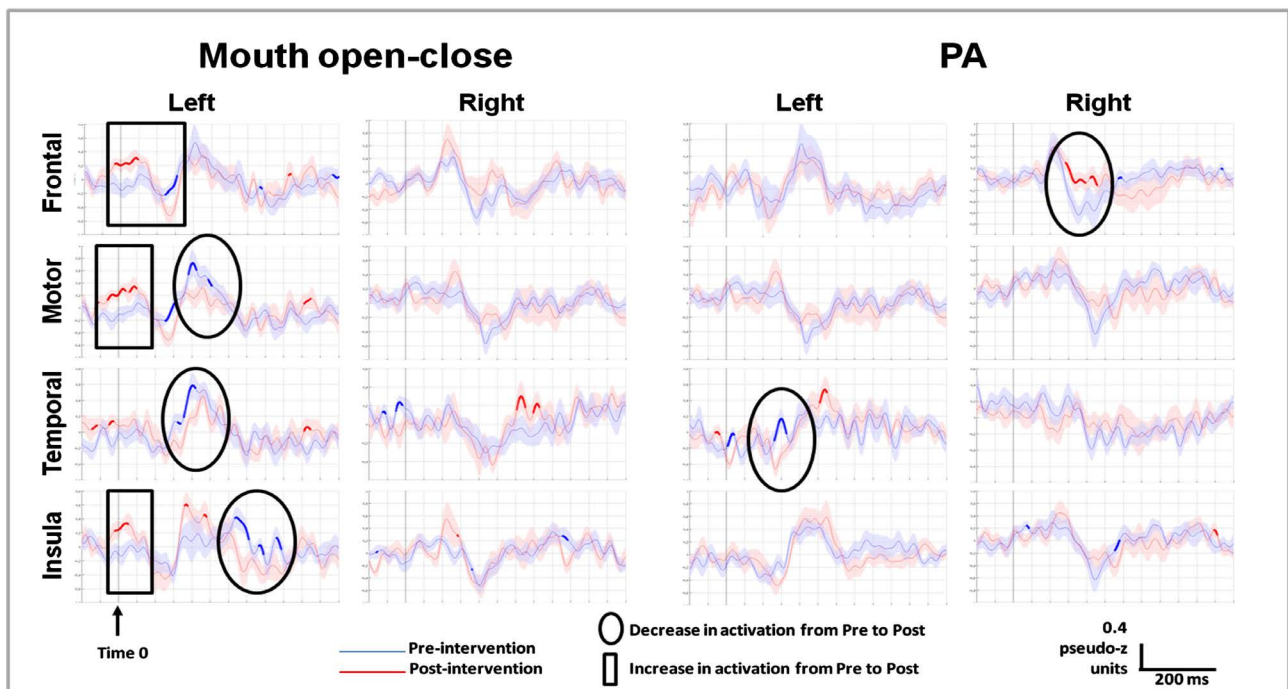 Mouth open-close PA
Left Right Left Right
Frontal
Motor
Temporal
Insula
Time 0
Pre-intervention
Post-intervention
Decrease in activation from Pre to Post
Increase in activation from Pre to Post
0.4
pseudo-z
units
200 ms